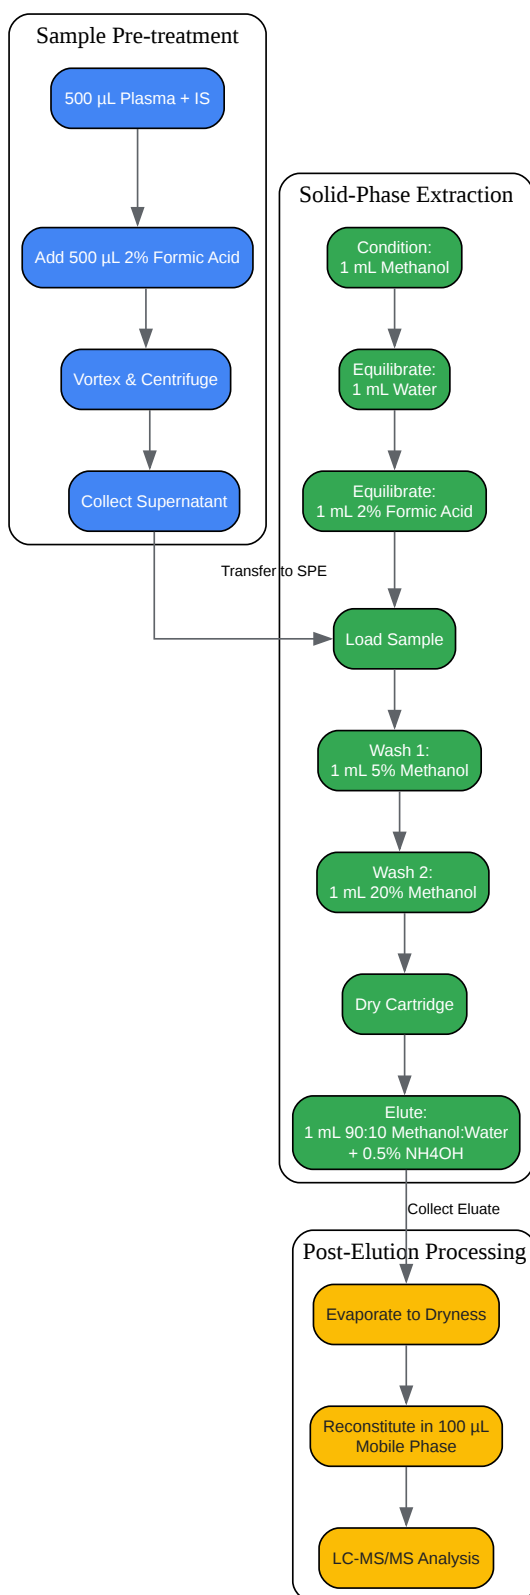 Sample Pre-treatment
500 µL Plasma + IS
Add 500 µL 2% Formic Acid
Vortex & Centrifuge
Collect Supernatant
Transfer to SPE
Solid-Phase Extraction
Condition:
1 mL Methanol
Equilibrate:
1 mL Water
Equilibrate:
1 mL 2% Formic Acid
Load Sample
Wash 1:
1 mL 5% Methanol
Wash 2:
1 mL 20% Methanol
Dry Cartridge
Elute:
1 mL 90:10 Methanol:Water
+ 0.5% NH4OH
Collect Eluate
Post-Elution Processing
Evaporate to Dryness
Reconstitute in 100 µL
Mobile Phase
LC-MS/MS Analysis